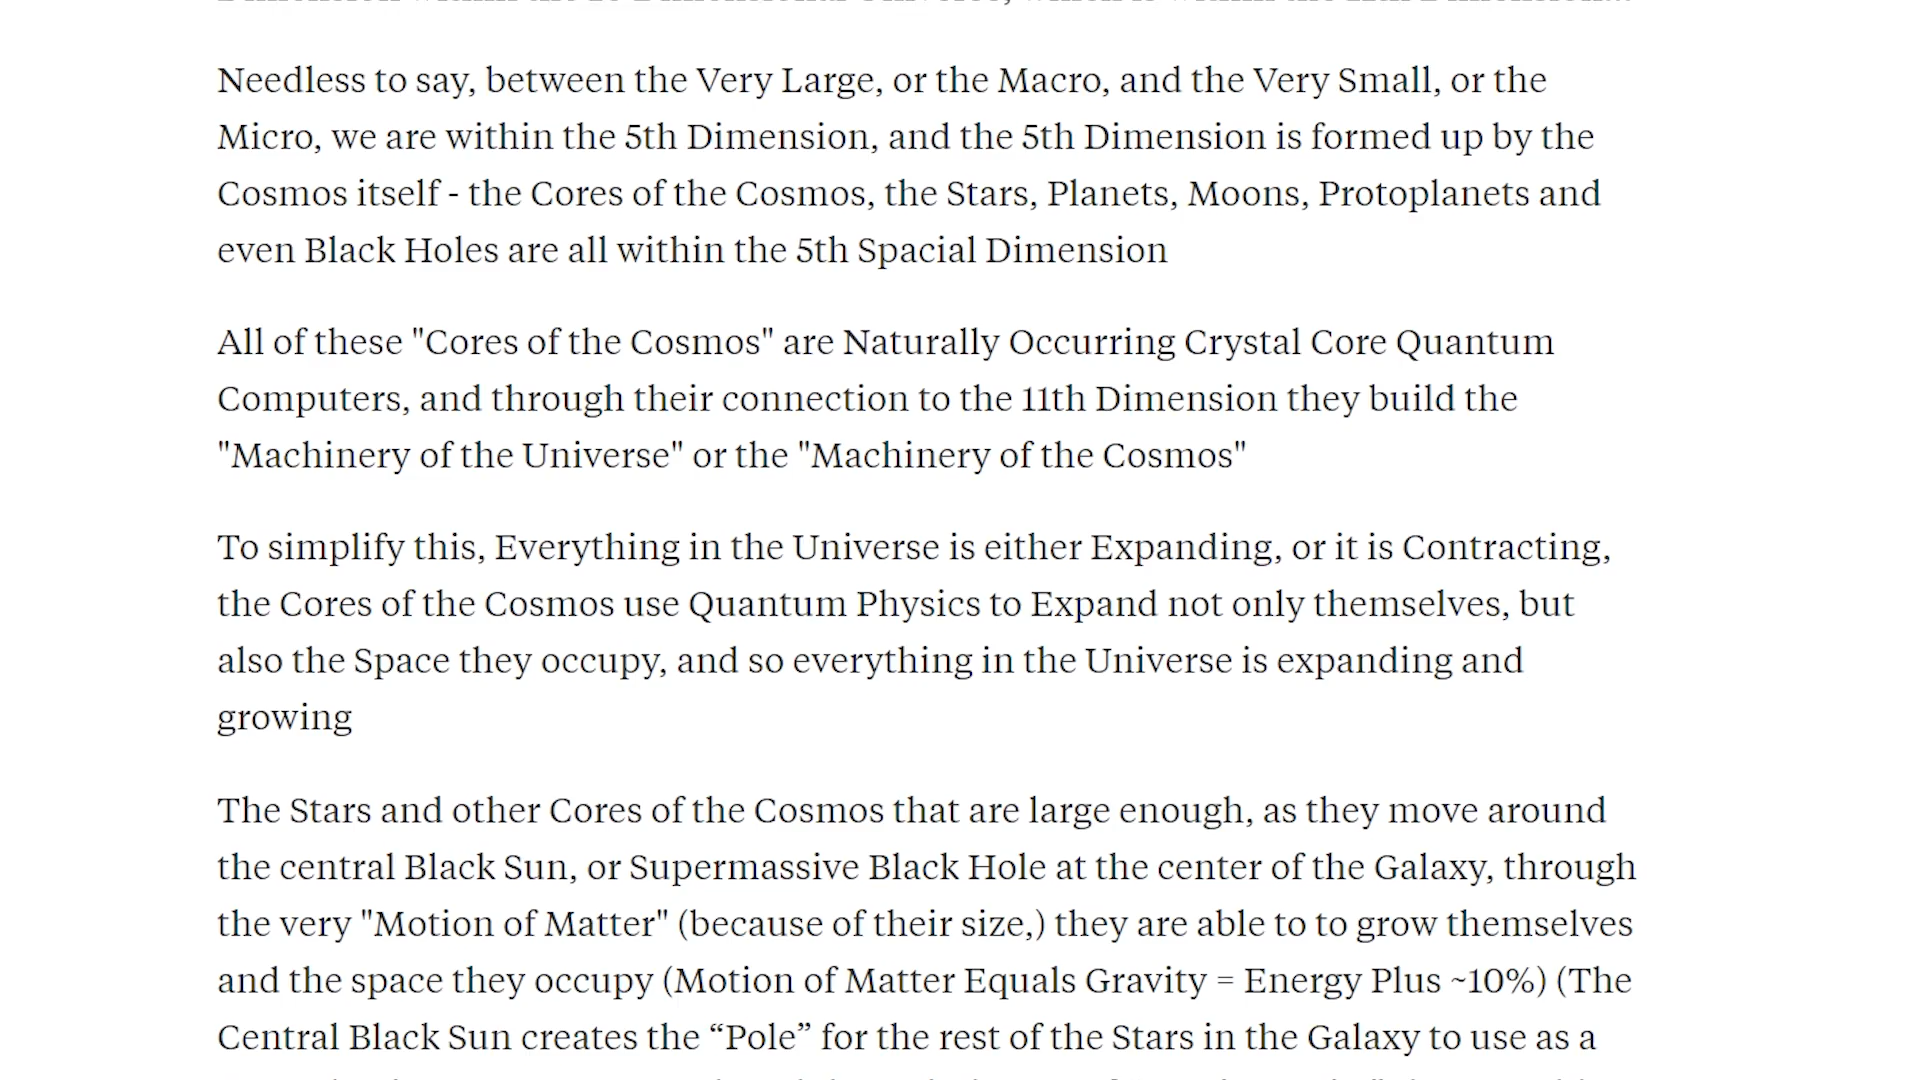 Needless to say, between the Very Large, or the Macro, and the Very Small, or the
Micro, we are within the 5th Dimension, and the 5th Dimension is formed up by the
Cosmos itself - the Cores of the Cosmos, the Stars, Planets, Moons, Protoplanets and
even Black Holes are all within the 5th Spacial Dimension
All of these "Cores of the Cosmos" are Naturally Occurring Crystal Core Quantum
Computers, and through their connection to the 11th Dimension they build the
"Machinery of the Universe" or the "Machinery of the Cosmos"
To simplify this, Everything in the Universe is either Expanding, or it is Contracting,
the Cores of the Cosmos use Quantum Physics to Expand not only themselves, but
also the Space they occupy, and so everything in the Universe is expanding and
growing
The Stars and other Cores of the Cosmos that are large enough, as they move around
the central Black Sun, or Supermassive Black Hole at the center of the Galaxy, through
the very "Motion of Matter" (because of their size,) they are able to to grow themselves
and the space they occupy (Motion of Matter Equals Gravity = Energy Plus ~10%) (The
Central Black Sun creates the “Pole” for the rest of the Stars in the Galaxy to use as a